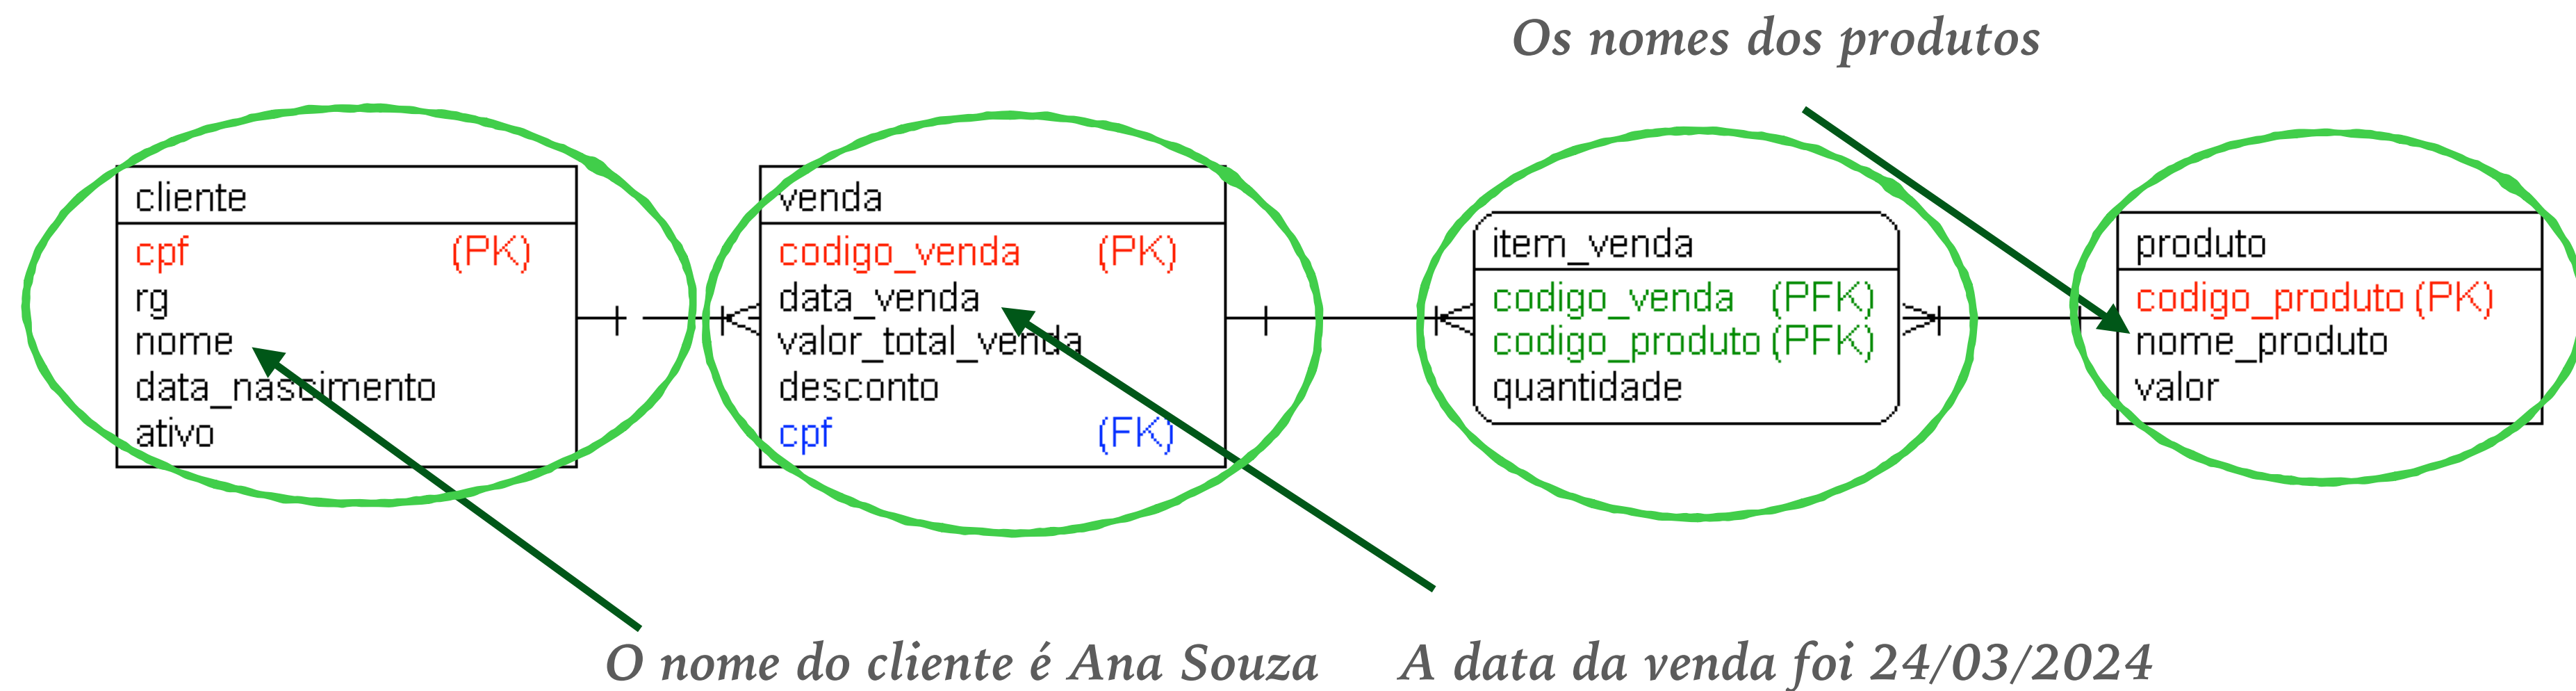 Os nomes dos produtos
cliente
cpf (PK)
rg
nome
data_nascimento
ativo
venda
codigo_venda (PK)
data_venda
valor_total_venda
desconto
cpf (FK)
item_venda
codigo_venda (PFK)
codigo_produto (PFK)
quantidade
produto
codigo_produto (PK)
nome_produto
valor
O nome do cliente é Ana Souza
A data da venda foi 24/03/2024